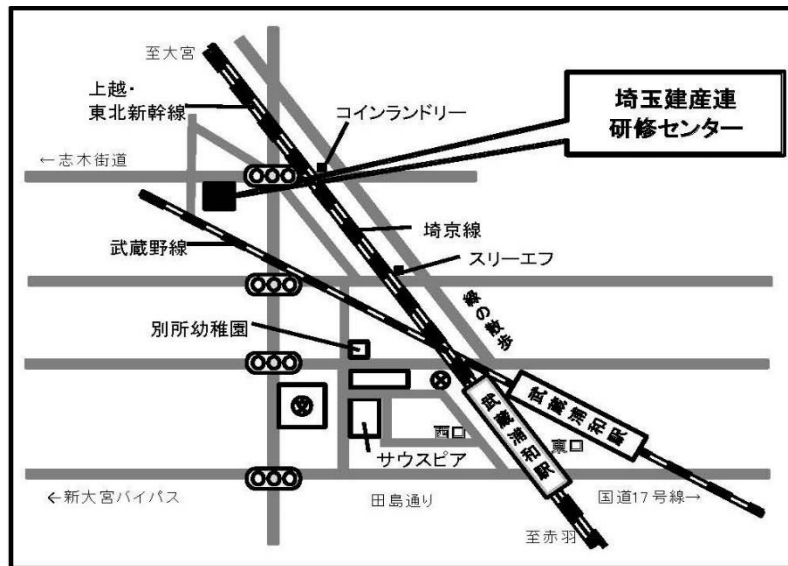 至大宮
上越・
東北新幹線
コインランドリー
埼玉建産連
研修センター
←志木街道
埼京線
武蔵野線
スリーエフ
緑の散歩
別所幼稚園
武蔵浦和駅
武蔵浦和駅
西口
東口
サウスピア
←新大宮バイパス
田島通り
国道17号線→
至赤羽